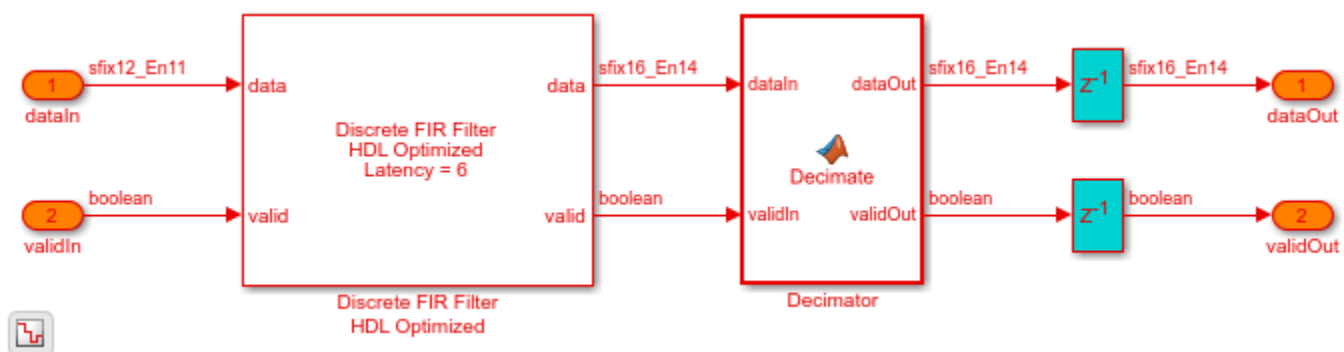 1
dataIn
sfix12_En11
2
validIn
boolean
data
valid
Discrete FIR Filter
HDL Optimized
Latency = 6
data
valid
Discrete FIR Filter
HDL Optimized
sfix16_En14
boolean
dataIn
validIn
Decimate
dataOut
validOut
Decimator
sfix16_En14
boolean
Z-1
Z-1
sfix16_En14
boolean
1
dataOut
2
validOut